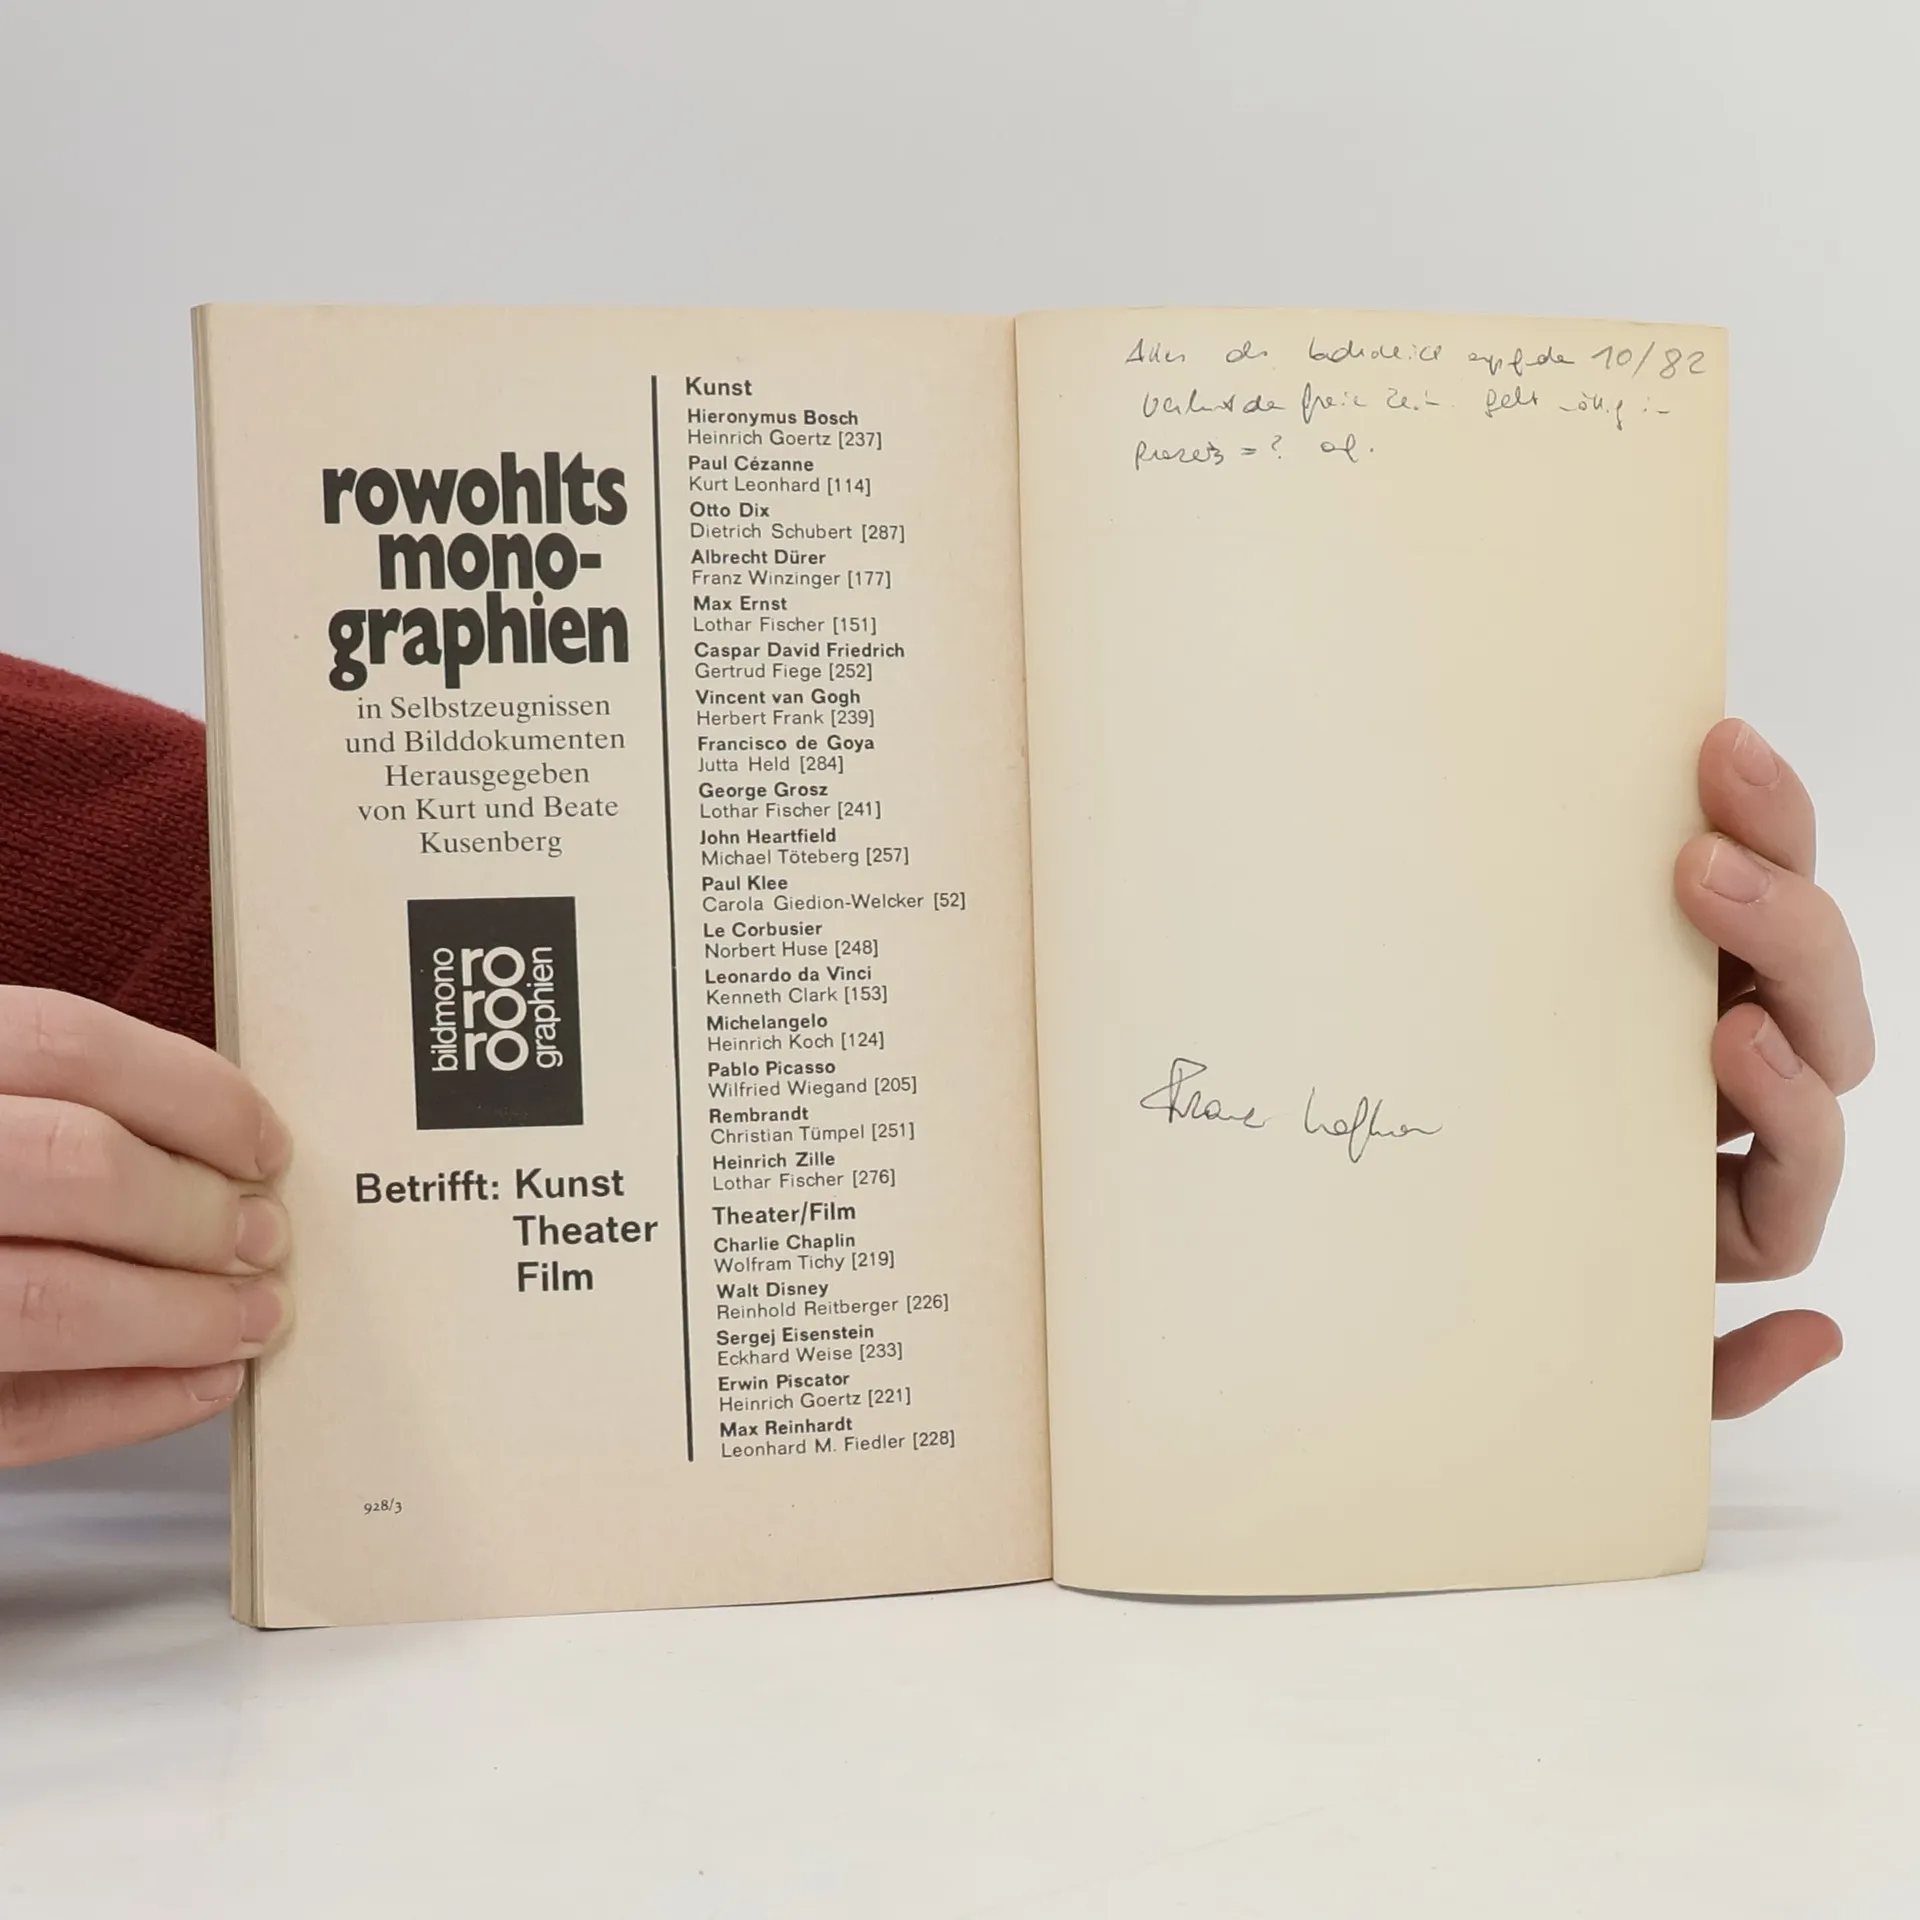 rowohlts
mono-
graphien
in Selbstzeugnissen
und Bilddokumenten
Herausgegeben
von Kurt und Beate
Kusenberg
bildmono
ro
ro
ro
graphien
Betrifft: Kunst
Theater
Film
928/3
Kunst
Hieronymus Bosch
Heinrich Goertz [237]
Paul Cézanne
Kurt Leonhard [114]
Otto Dix
Dietrich Schubert [287]
Albrecht Dürer
Franz Winzinger [177]
Max Ernst
Lothar Fischer [151]
Caspar David Friedrich
Gertrud Fiege [252]
Vincent van Gogh
Herbert Frank [239]
Francisco de Goya
Jutta Held [284]
George Grosz
Lothar Fischer [241]
John Heartfield
Michael Töteberg [257]
Paul Klee
Carola Giedion-Welcker [52]
Le Corbusier
Norbert Huse [248]
Leonardo da Vinci
Kenneth Clark [153]
Michelangelo
Heinrich Koch [124]
Pablo Picasso
Wilfried Wiegand [205]
Rembrandt
Christian Tümpel [251]
Heinrich Zille
Lothar Fischer [276]
Theater/Film
Charlie Chaplin
Wolfram Tichy [219]
Walt Disney
Reinhold Reitberger [226]
Sergej Eisenstein
Eckhard Weise [233]
Erwin Piscator
Heinrich Goertz [221]
Max Reinhardt
Leonhard M. Fiedler [228]
10/82
freie
= ?
Franz